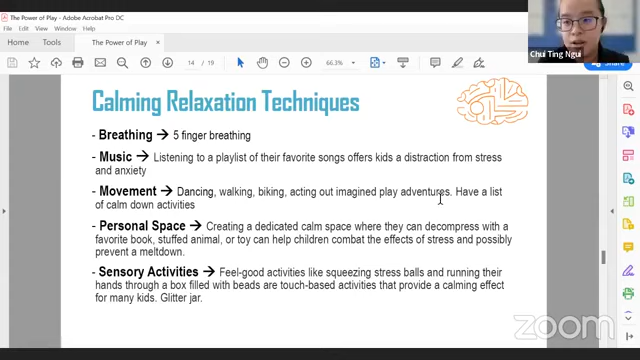 The Power of Play - Adobe Acrobat Pro DC
File Edit View Window Help
Home Tools The Power of Play ×
14 / 19 66.3%
Chui Ting Ngui
Share
Calming Relaxation Techniques
- Breathing → 5 finger breathing
- Music → Listening to a playlist of their favorite songs offers kids a distraction from stress
and anxiety
- Movement → Dancing, walking, biking, acting out imagined play adventures. Have a list
of calm down activities
- Personal Space → Creating a dedicated calm space where they can decompress with a
favorite book, stuffed animal, or toy can help children combat the effects of stress and possibly
prevent a meltdown.
- Sensory Activities → Feel-good activities like squeezing stress balls and running their
hands through a box filled with beads are touch-based activities that provide a calming effect
for many kids. Glitter jar.
zoom